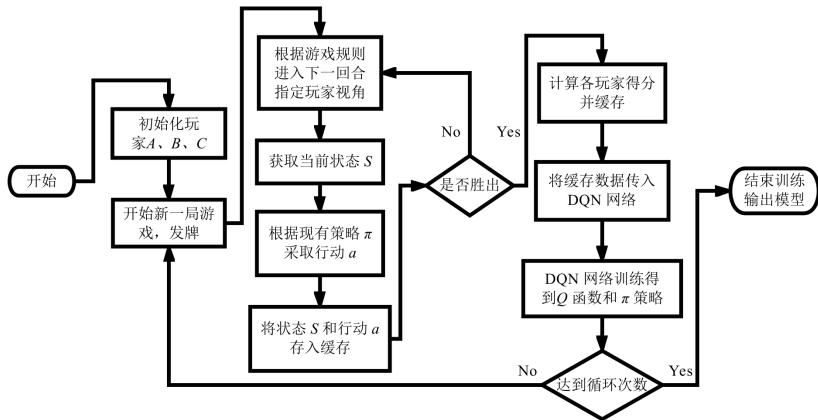 开始
初始化玩
家A、B、C
开始新一局游
戏，发牌
根据游戏规则
进入下一回合
指定玩家视角
获取当前状态 S
根据现有策略 π
采取行动 a
将状态 S 和行动 a
存入缓存
是否胜出
No
Yes
计算各玩家得分
并缓存
将缓存数据传入
DQN 网络
DQN 网络训练得
到Q 函数和 π 策略
达到循环次数
No
Yes
结束训练
输出模型